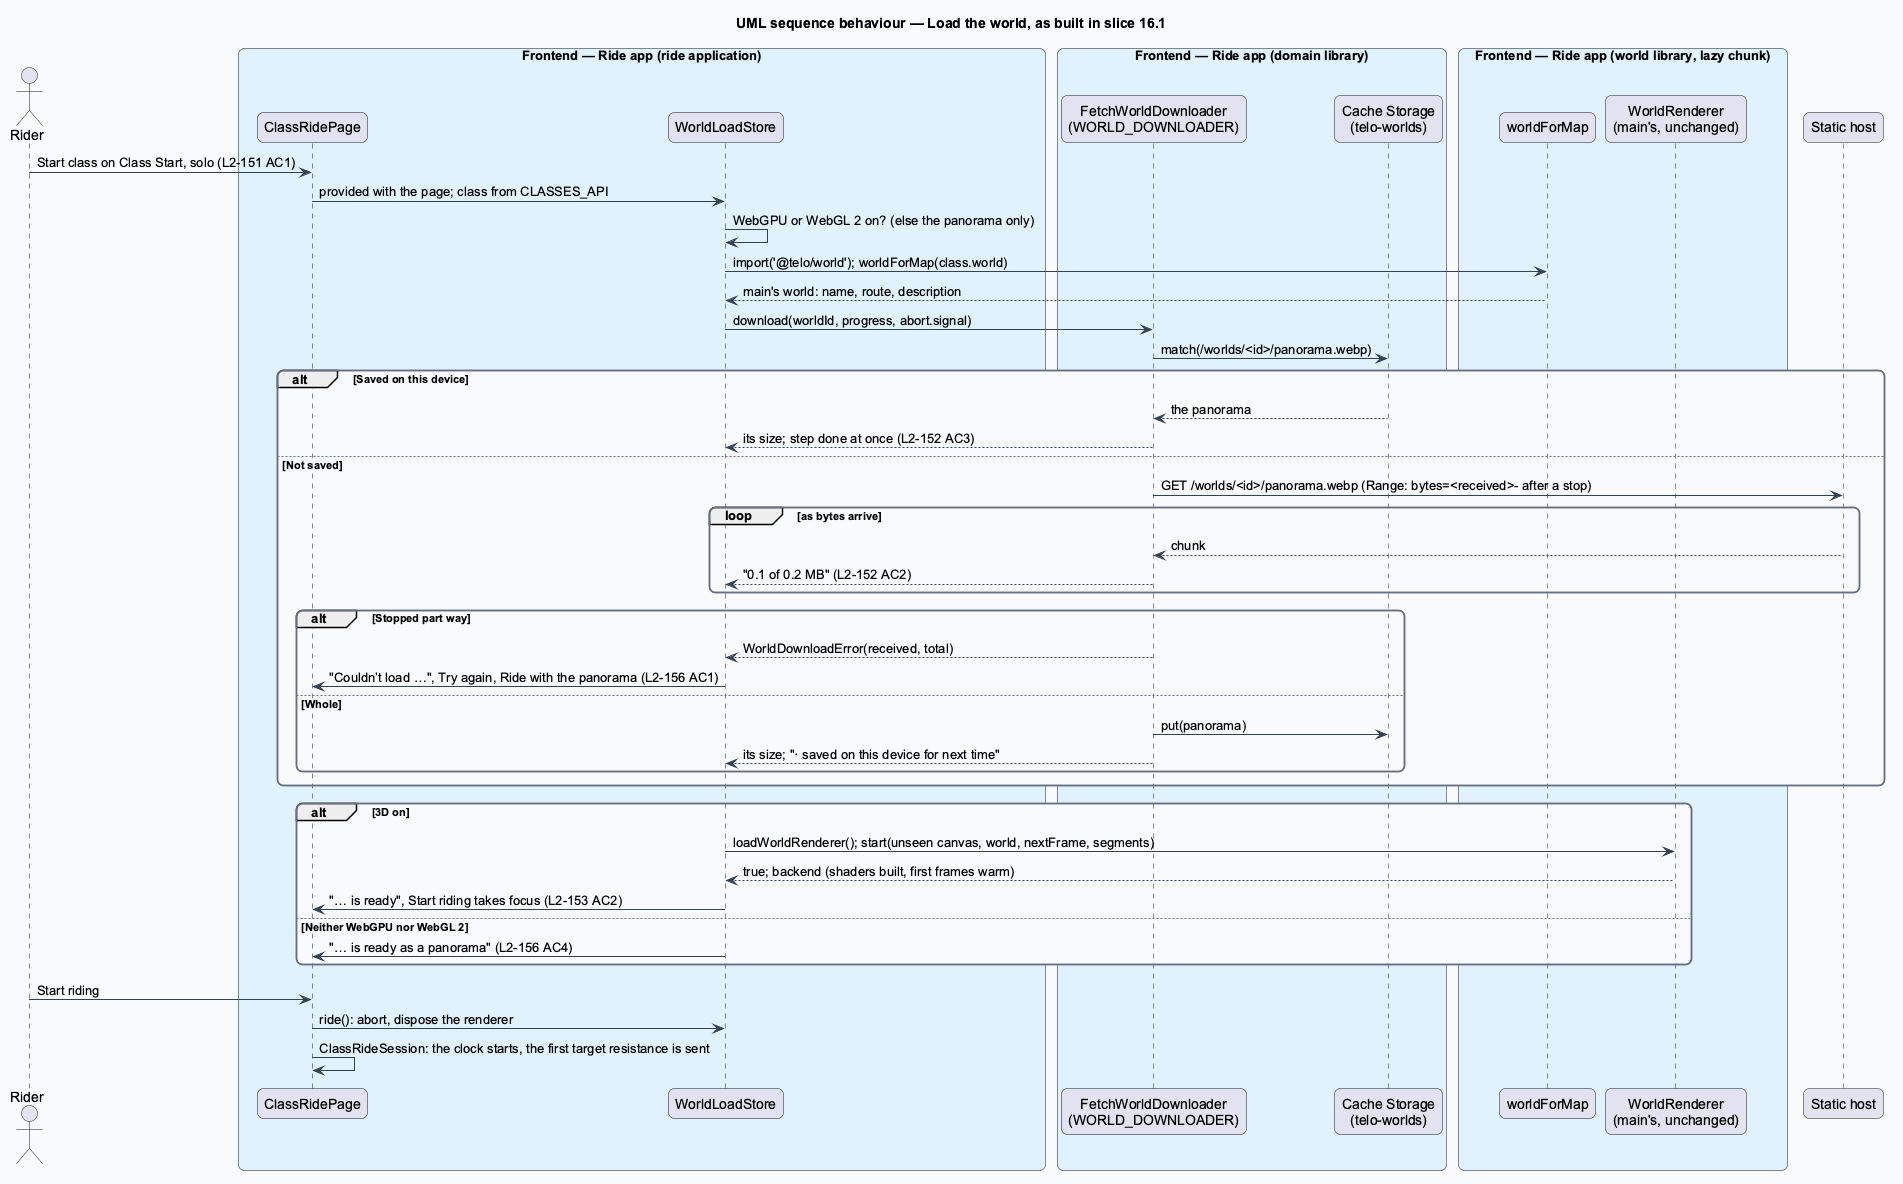 UML sequence behaviour — Load the world, as built in slice 16.1
Frontend — Ride app (ride application)
Frontend — Ride app (domain library)
Frontend — Ride app (world library, lazy chunk)
Rider
ClassRidePage
WorldLoadStore
FetchWorldDownloader
(WORLD_DOWNLOADER)
Cache Storage
(telo-worlds)
worldForMap
WorldRenderer
(main's, unchanged)
Static host
Start class on Class Start, solo (L2-151 AC1)
provided with the page; class from CLASSES_API
WebGPU or WebGL 2 on? (else the panorama only)
import('@telo/world'); worldForMap(class.world)
main's world: name, route, description
download(worldId, progress, abort.signal)
match(/worlds/<id>/panorama.webp)
alt
[Saved on this device]
the panorama
its size; step done at once (L2-152 AC3)
[Not saved]
GET /worlds/<id>/panorama.webp (Range: bytes=<received>- after a stop)
loop
[as bytes arrive]
chunk
"0.1 of 0.2 MB" (L2-152 AC2)
alt
[Stopped part way]
WorldDownloadError(received, total)
"Couldn't load …", Try again, Ride with the panorama (L2-156 AC1)
[Whole]
put(panorama)
its size; "· saved on this device for next time"
alt
[3D on]
loadWorldRenderer(); start(unseen canvas, world, nextFrame, segments)
true; backend (shaders built, first frames warm)
"… is ready", Start riding takes focus (L2-153 AC2)
[Neither WebGPU nor WebGL 2]
"… is ready as a panorama" (L2-156 AC4)
Start riding
ride(): abort, dispose the renderer
ClassRideSession: the clock starts, the first target resistance is sent
Rider
ClassRidePage
WorldLoadStore
FetchWorldDownloader
(WORLD_DOWNLOADER)
Cache Storage
(telo-worlds)
worldForMap
WorldRenderer
(main's, unchanged)
Static host